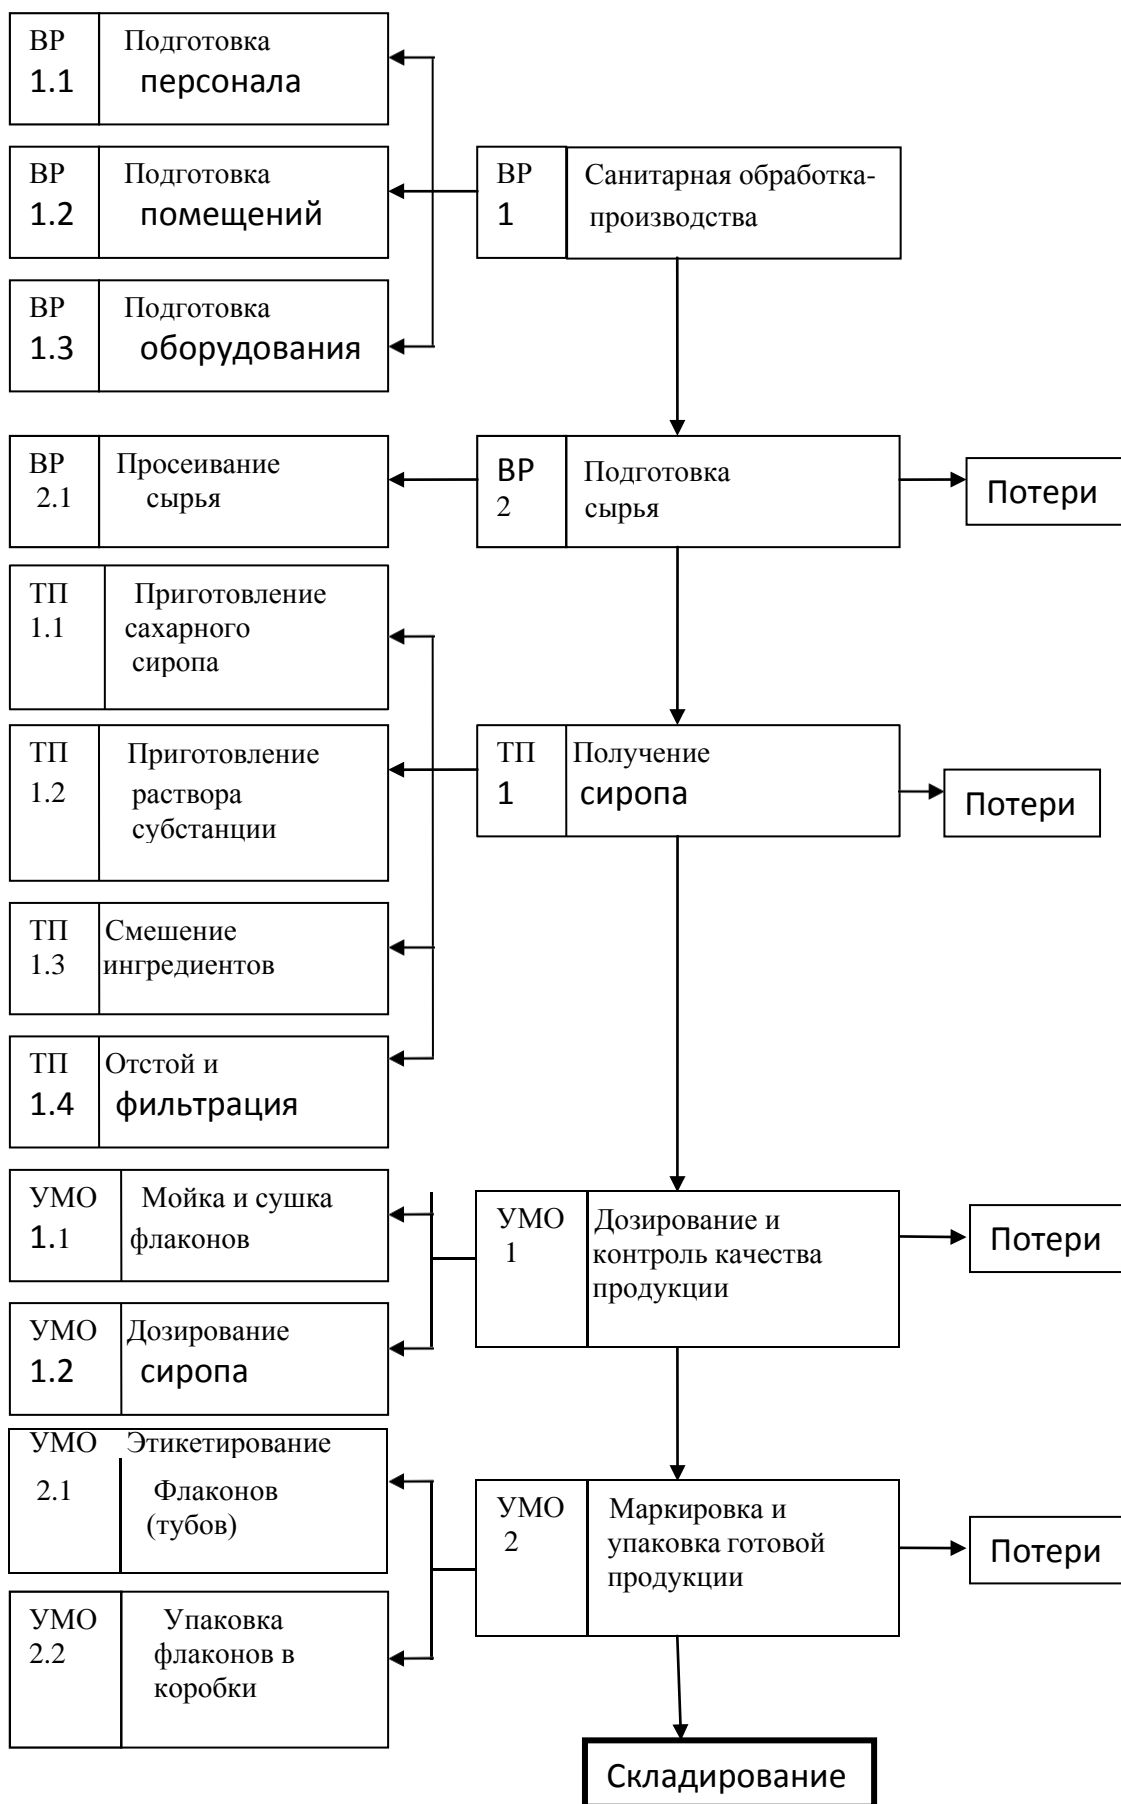 ВР Подготовка
1.1 персонала
ВР Подготовка
1.2 помещений
ВР Санитарная обработка-
1 производства
ВР Подготовка
1.3 оборудования
ВР Просеивание
2.1 сырья
ВР Подготовка
2 сырья
Потери
ТП Приготовление
1.1 сахарного
сиропа
ТП Приготовление
1.2 раствора
субстанции
ТП Получение
1 сиропа
Потери
ТП Смешение
1.3 ингредиентов
ТП Отстой и
1.4 фильтрация
УМО Мойка и сушка
1.1 флаконов
УМО Дозирование и
1 контроль качества
продукции
Потери
УМО Дозирование
1.2 сиропа
УМО Этикетирование
2.1 Флаконов
(тубов)
УМО Маркировка и
2 упаковка готовой
продукции
Потери
УМО Упаковка
2.2 флаконов в
коробки
Складирование